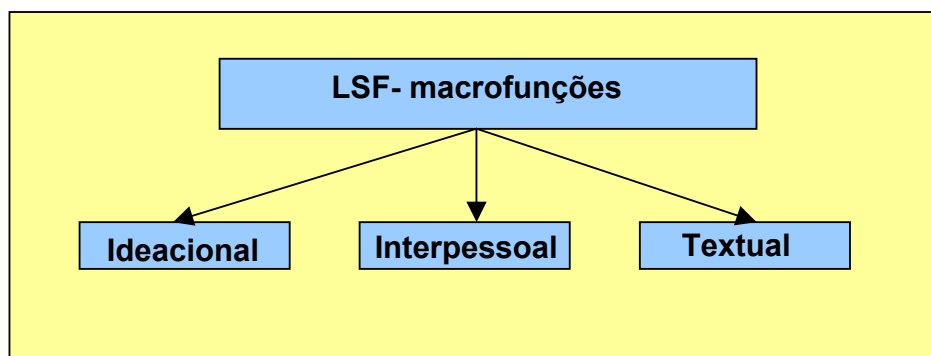 LSF- macrofunções
Ideacional
Interpessoal
Textual